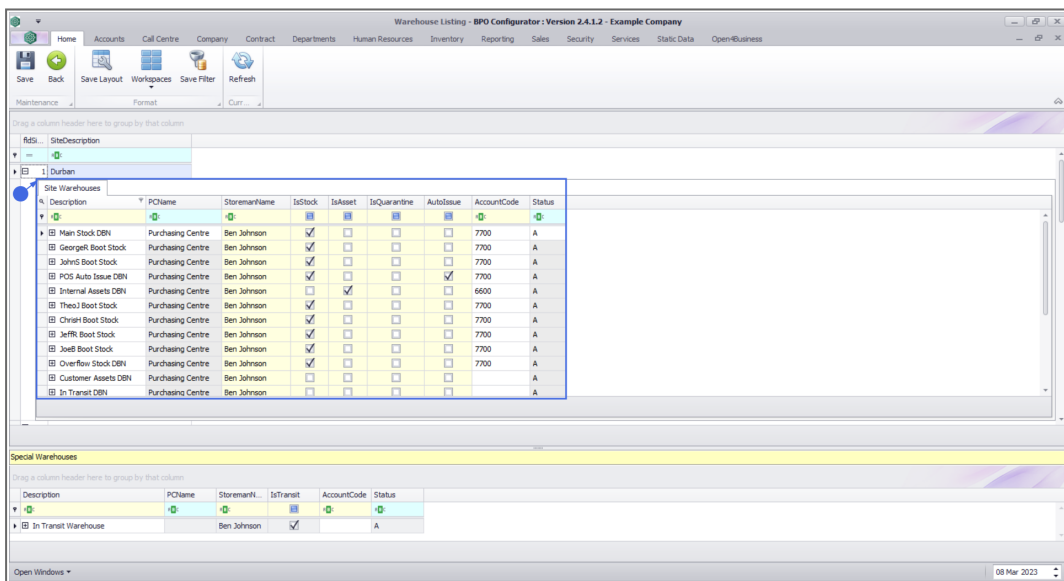 Warehouse Listing - BPO Configurator : Version 2.4.1.2 - Example Company
Home Accounts Call Centre Company Contract Departments Human Resources Inventory Reporting Sales Security Services Static Data Open4Business
Save Back Save Layout Workspaces Save Filter Refresh
Maintenance Format Curr...
Drag a column header here to group by that column
fldSi... SiteDescription
1 Durban
Site Warehouses
Description PCName StoremanName IsStock IsAsset IsQuarantine AutoIssue AccountCode Status
Main Stock DBN Purchasing Centre Ben Johnson 7700 A
GeorgeR Boot Stock Purchasing Centre Ben Johnson 7700 A
JohnS Boot Stock Purchasing Centre Ben Johnson 7700 A
POS Auto Issue DBN Purchasing Centre Ben Johnson 7700 A
Internal Assets DBN Purchasing Centre Ben Johnson 6600 A
TheoJ Boot Stock Purchasing Centre Ben Johnson 7700 A
ChrisH Boot Stock Purchasing Centre Ben Johnson 7700 A
JeffR Boot Stock Purchasing Centre Ben Johnson 7700 A
JoeB Boot Stock Purchasing Centre Ben Johnson 7700 A
Overflow Stock DBN Purchasing Centre Ben Johnson 7700 A
Customer Assets DBN Purchasing Centre Ben Johnson A
In Transit DBN Purchasing Centre Ben Johnson A
Special Warehouses
Drag a column header here to group by that column
Description PCName StoremanN... IsTransit AccountCode Status
In Transit Warehouse Ben Johnson A
Open Windows 08 Mar 2023